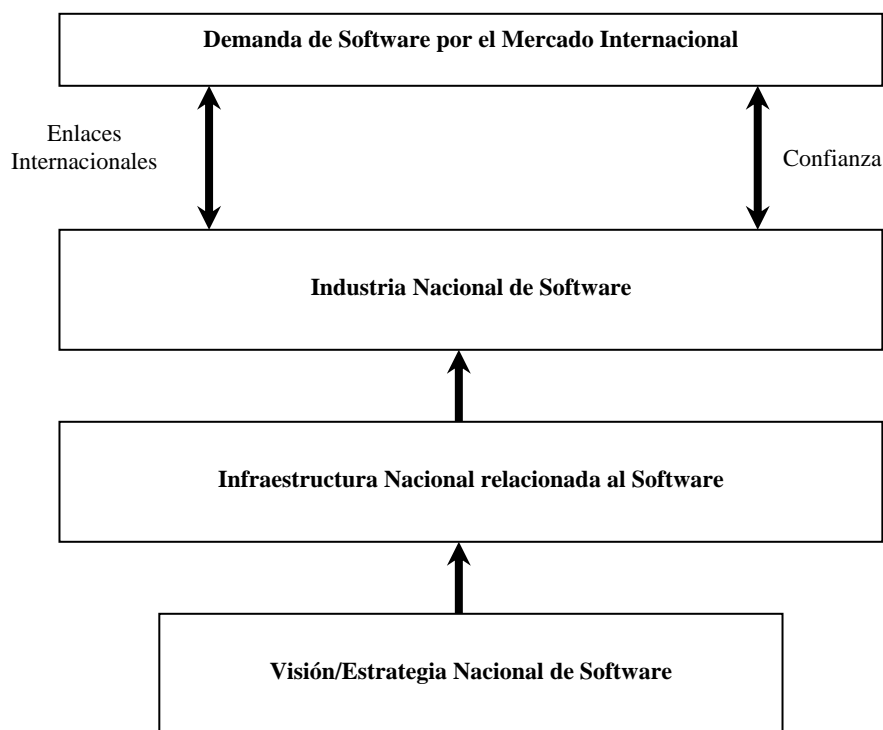 Demanda de Software por el Mercado Internacional
Enlaces
Internacionales
Confianza
Industria Nacional de Software
Infraestructura Nacional relacionada al Software
Visión/Estrategia Nacional de Software